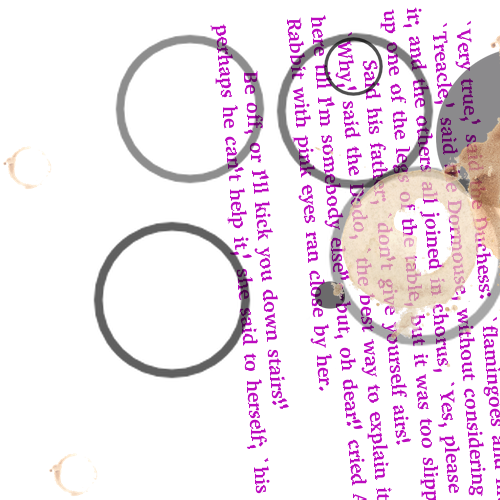 `Very true,' said the Duchess: `flamingoes and
`Treacle,' said the Dormouse, without considering
it; and the others all joined in chorus, `Yes, please
up one of the legs of the table, but it was too slipp
Said his father; `don't give yourself airs!
`Why,' said the Dodo, `the best way to explain it
here till I'm somebody else"--but, oh dear!' cried A
Rabbit with pink eyes ran close by her.
Be off, or I'll kick you down stairs!'
perhaps he can't help it,' she said to herself; `his